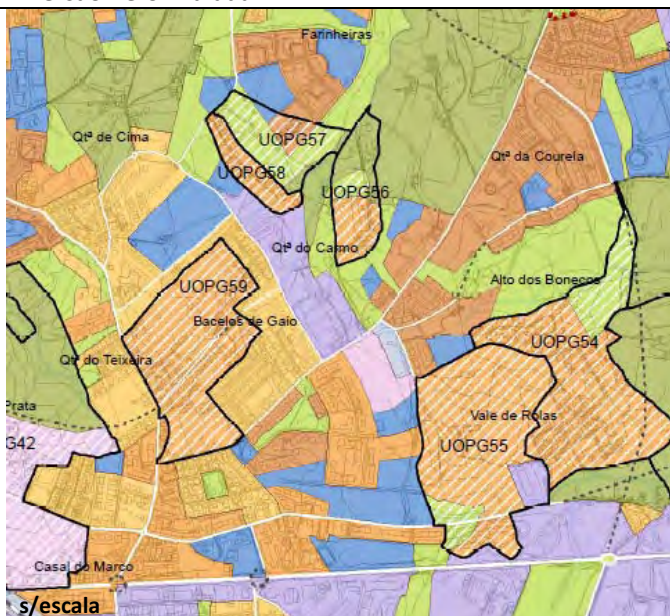 Farinheiras
Qtª de Cima
UOPG57
UOPG58
UOPG56
Qtª da Courela
Qtª do Carmo
UOPG59
Alto dos Bonecos
Bacelos de Gaio
UOPG54
Qtª do Teixeira
Prata
Vale de Rolas
G42
UOPG55
Casal do Marco
s/escala